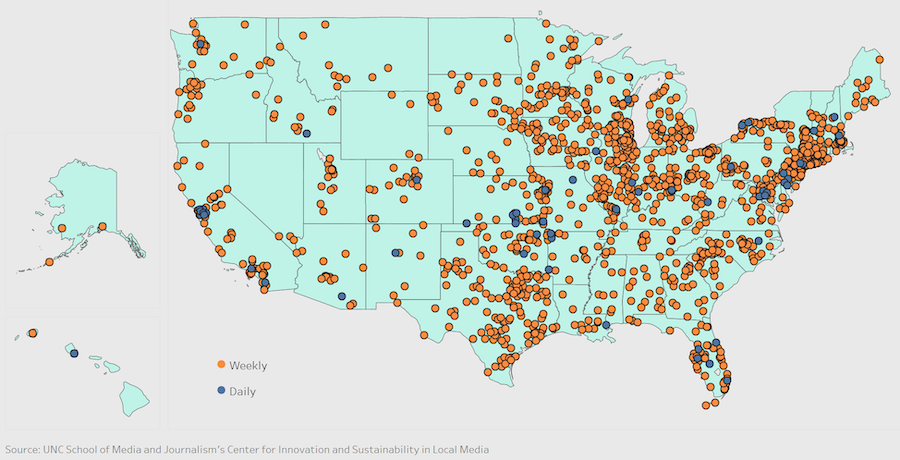 Weekly
Daily
Source: UNC School of Media and Journalism's Center for Innovation and Sustainability in Local Media